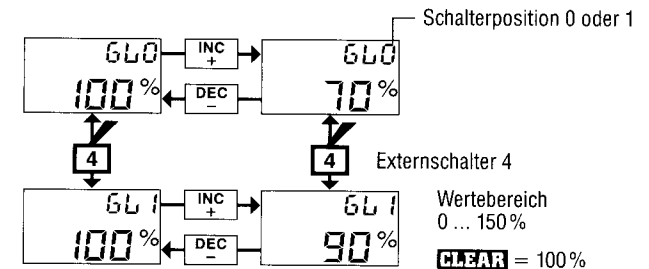 Schalterposition 0 oder 1
GL0 INC + GL0
100% DEC − 70%
4 4 Externschalter 4
GL1 INC + GL1
100% DEC − 90%
Wertebereich
0 ... 150 %
CLEAR = 100 %